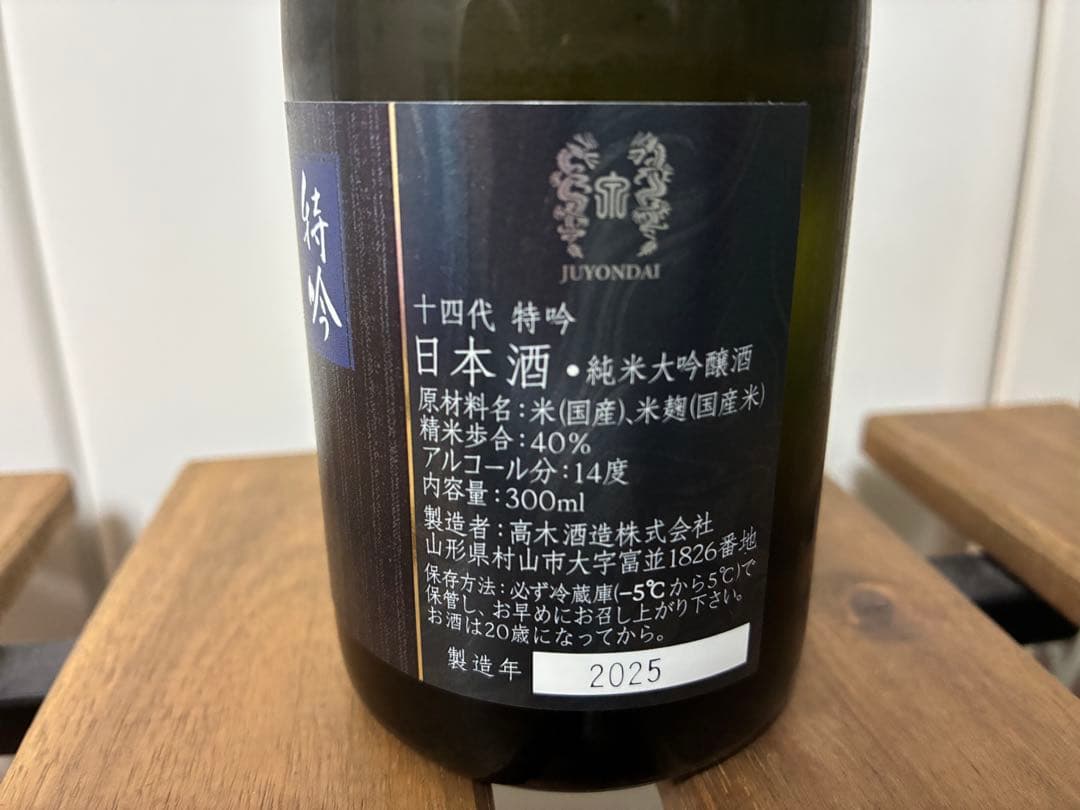 特吟
JUYONDAI
十四代 特吟
日本酒・純米大吟醸酒
原材料名：米(国産)、米麹(国産米)
精米歩合：40%
アルコール分：14度
内容量：300ml
製造者：高木酒造株式会社
山形県村山市大字富並1826番地
保存方法：必ず冷蔵庫(−5℃から5℃)で
保管し、お早めにお召し上がり下さい。
お酒は20歳になってから。
製造年 2025